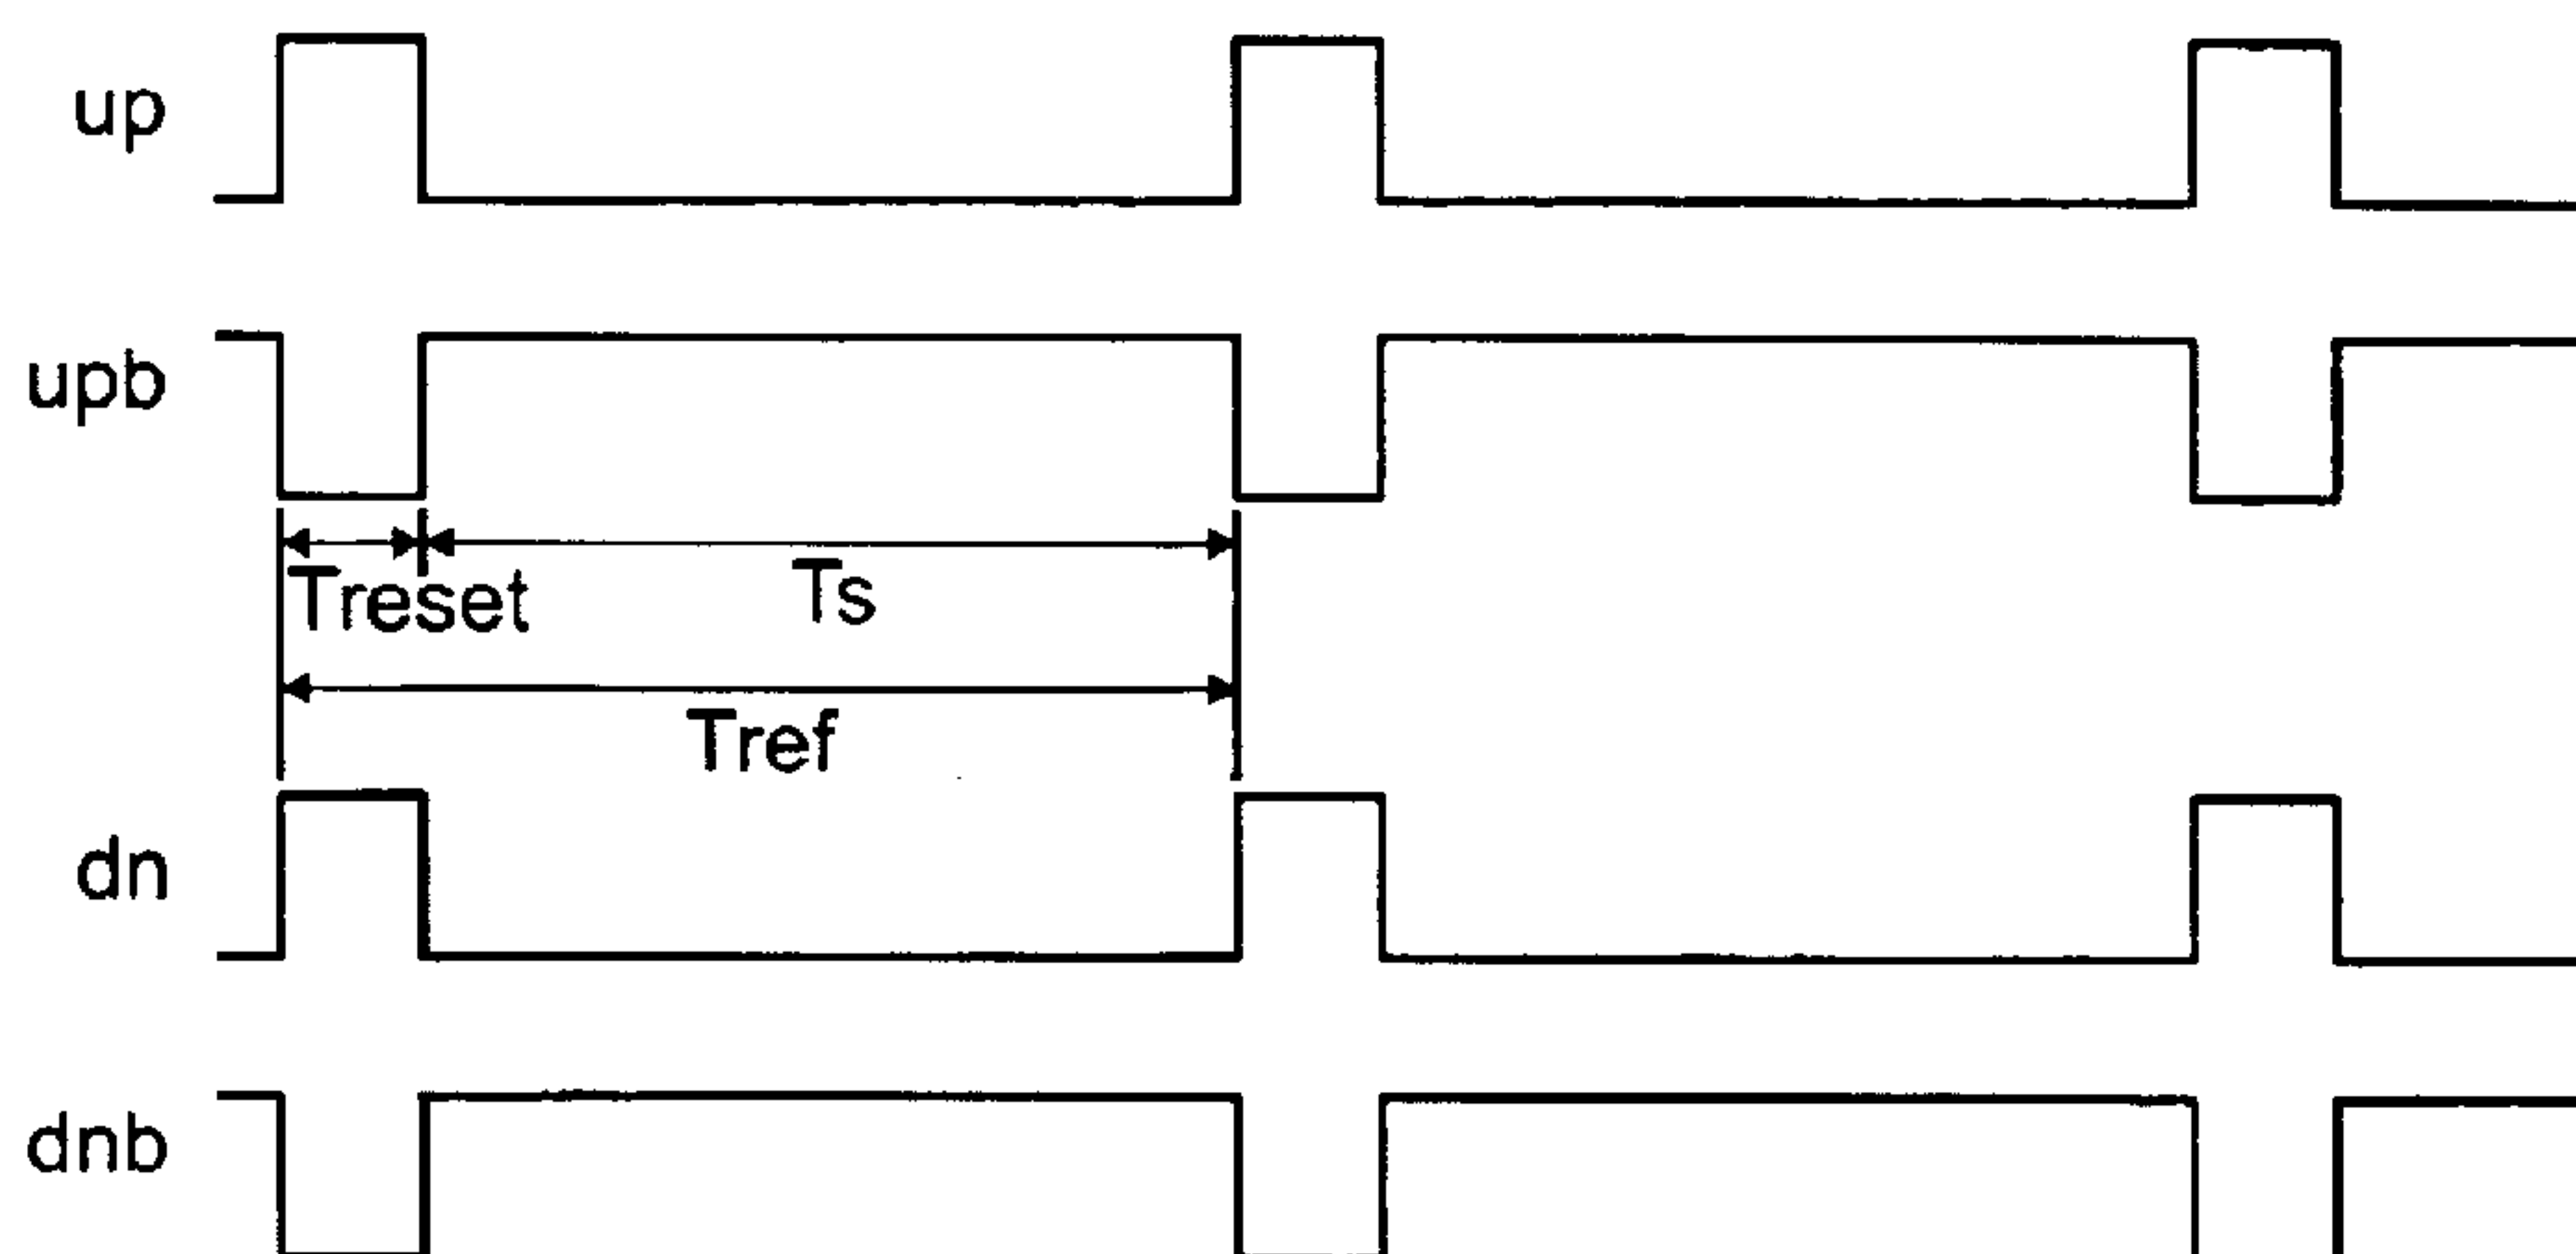 up
upb
Treset
Ts
Tref
dn
dnb